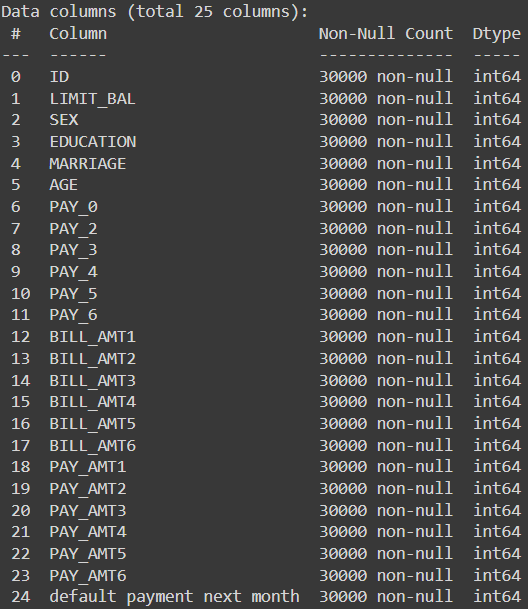 Data columns (total 25 columns):
 #   Column                      Non-Null Count  Dtype
---  ------                      --------------  -----
 0   ID                          30000 non-null  int64
 1   LIMIT_BAL                   30000 non-null  int64
 2   SEX                         30000 non-null  int64
 3   EDUCATION                   30000 non-null  int64
 4   MARRIAGE                    30000 non-null  int64
 5   AGE                         30000 non-null  int64
 6   PAY_0                       30000 non-null  int64
 7   PAY_2                       30000 non-null  int64
 8   PAY_3                       30000 non-null  int64
 9   PAY_4                       30000 non-null  int64
 10  PAY_5                       30000 non-null  int64
 11  PAY_6                       30000 non-null  int64
 12  BILL_AMT1                   30000 non-null  int64
 13  BILL_AMT2                   30000 non-null  int64
 14  BILL_AMT3                   30000 non-null  int64
 15  BILL_AMT4                   30000 non-null  int64
 16  BILL_AMT5                   30000 non-null  int64
 17  BILL_AMT6                   30000 non-null  int64
 18  PAY_AMT1                    30000 non-null  int64
 19  PAY_AMT2                    30000 non-null  int64
 20  PAY_AMT3                    30000 non-null  int64
 21  PAY_AMT4                    30000 non-null  int64
 22  PAY_AMT5                    30000 non-null  int64
 23  PAY_AMT6                    30000 non-null  int64
 24  default payment next month  30000 non-null  int64